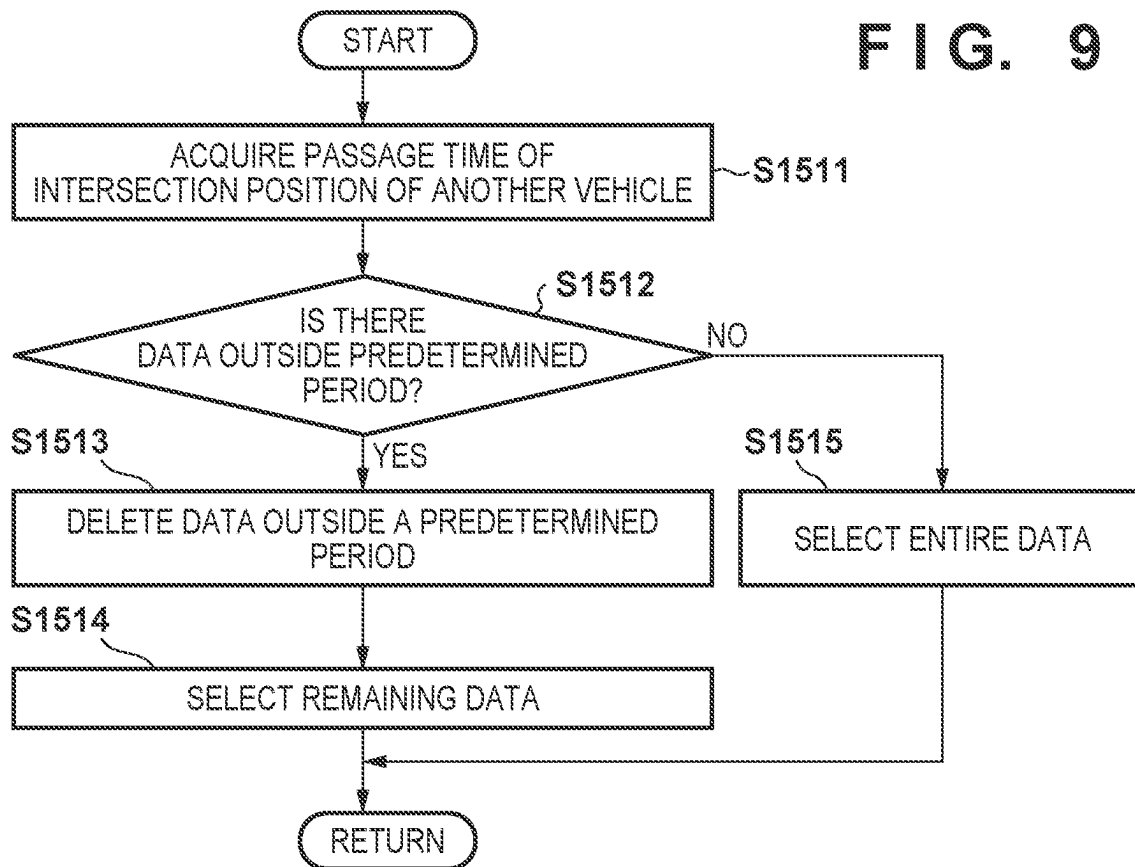 START
FIG. 9
ACQUIRE PASSAGE TIME OF
INTERSECTION POSITION OF ANOTHER VEHICLE
S1511
S1512
IS THERE
DATA OUTSIDE PREDETERMINED
PERIOD?
NO
YES
S1513
S1515
DELETE DATA OUTSIDE A PREDETERMINED
PERIOD
SELECT ENTIRE DATA
S1514
SELECT REMAINING DATA
RETURN